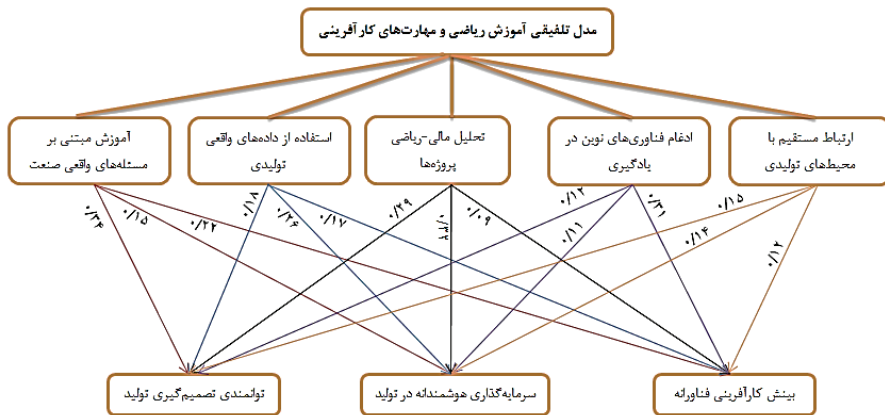 مدل تلفیقی آموزش ریاضی و مهارت‌های کارآفرینی
ارتباط مستقیم با
محیط‌های تولیدی
ادغام فناوری‌های نوین در
یادگیری
تحلیل مالی-ریاضی
پروژه‌ها
استفاده از داده‌های واقعی
تولیدی
آموزش مبتنی بر
مسئله‌های واقعی صنعت
۰/۱۵
۰/۱۴
۰/۱۲
۰/۱۲
۰/۱۱
۰/۳۱
۰/۲۹
۰/۳۲
۰/۰۹
۰/۱۸
۰/۲۶
۰/۱۷
۰/۳۴
۰/۱۵
۰/۲۲
بینش کارآفرینی فناورانه
سرمایه‌گذاری هوشمندانه در تولید
توانمندی تصمیم‌گیری تولید